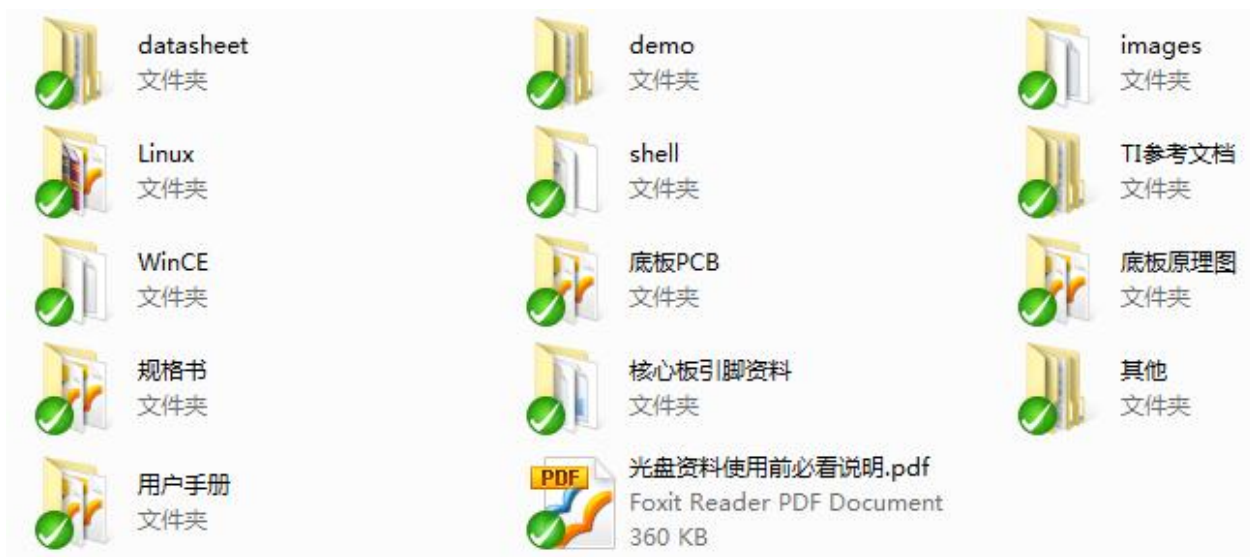 datasheet
文件夹
demo
文件夹
images
文件夹
Linux
文件夹
shell
文件夹
TI参考文档
文件夹
WinCE
文件夹
底板PCB
文件夹
底板原理图
文件夹
规格书
文件夹
核心板引脚资料
文件夹
其他
文件夹
用户手册
文件夹
PDF
光盘资料使用前必看说明.pdf
Foxit Reader PDF Document
360 KB